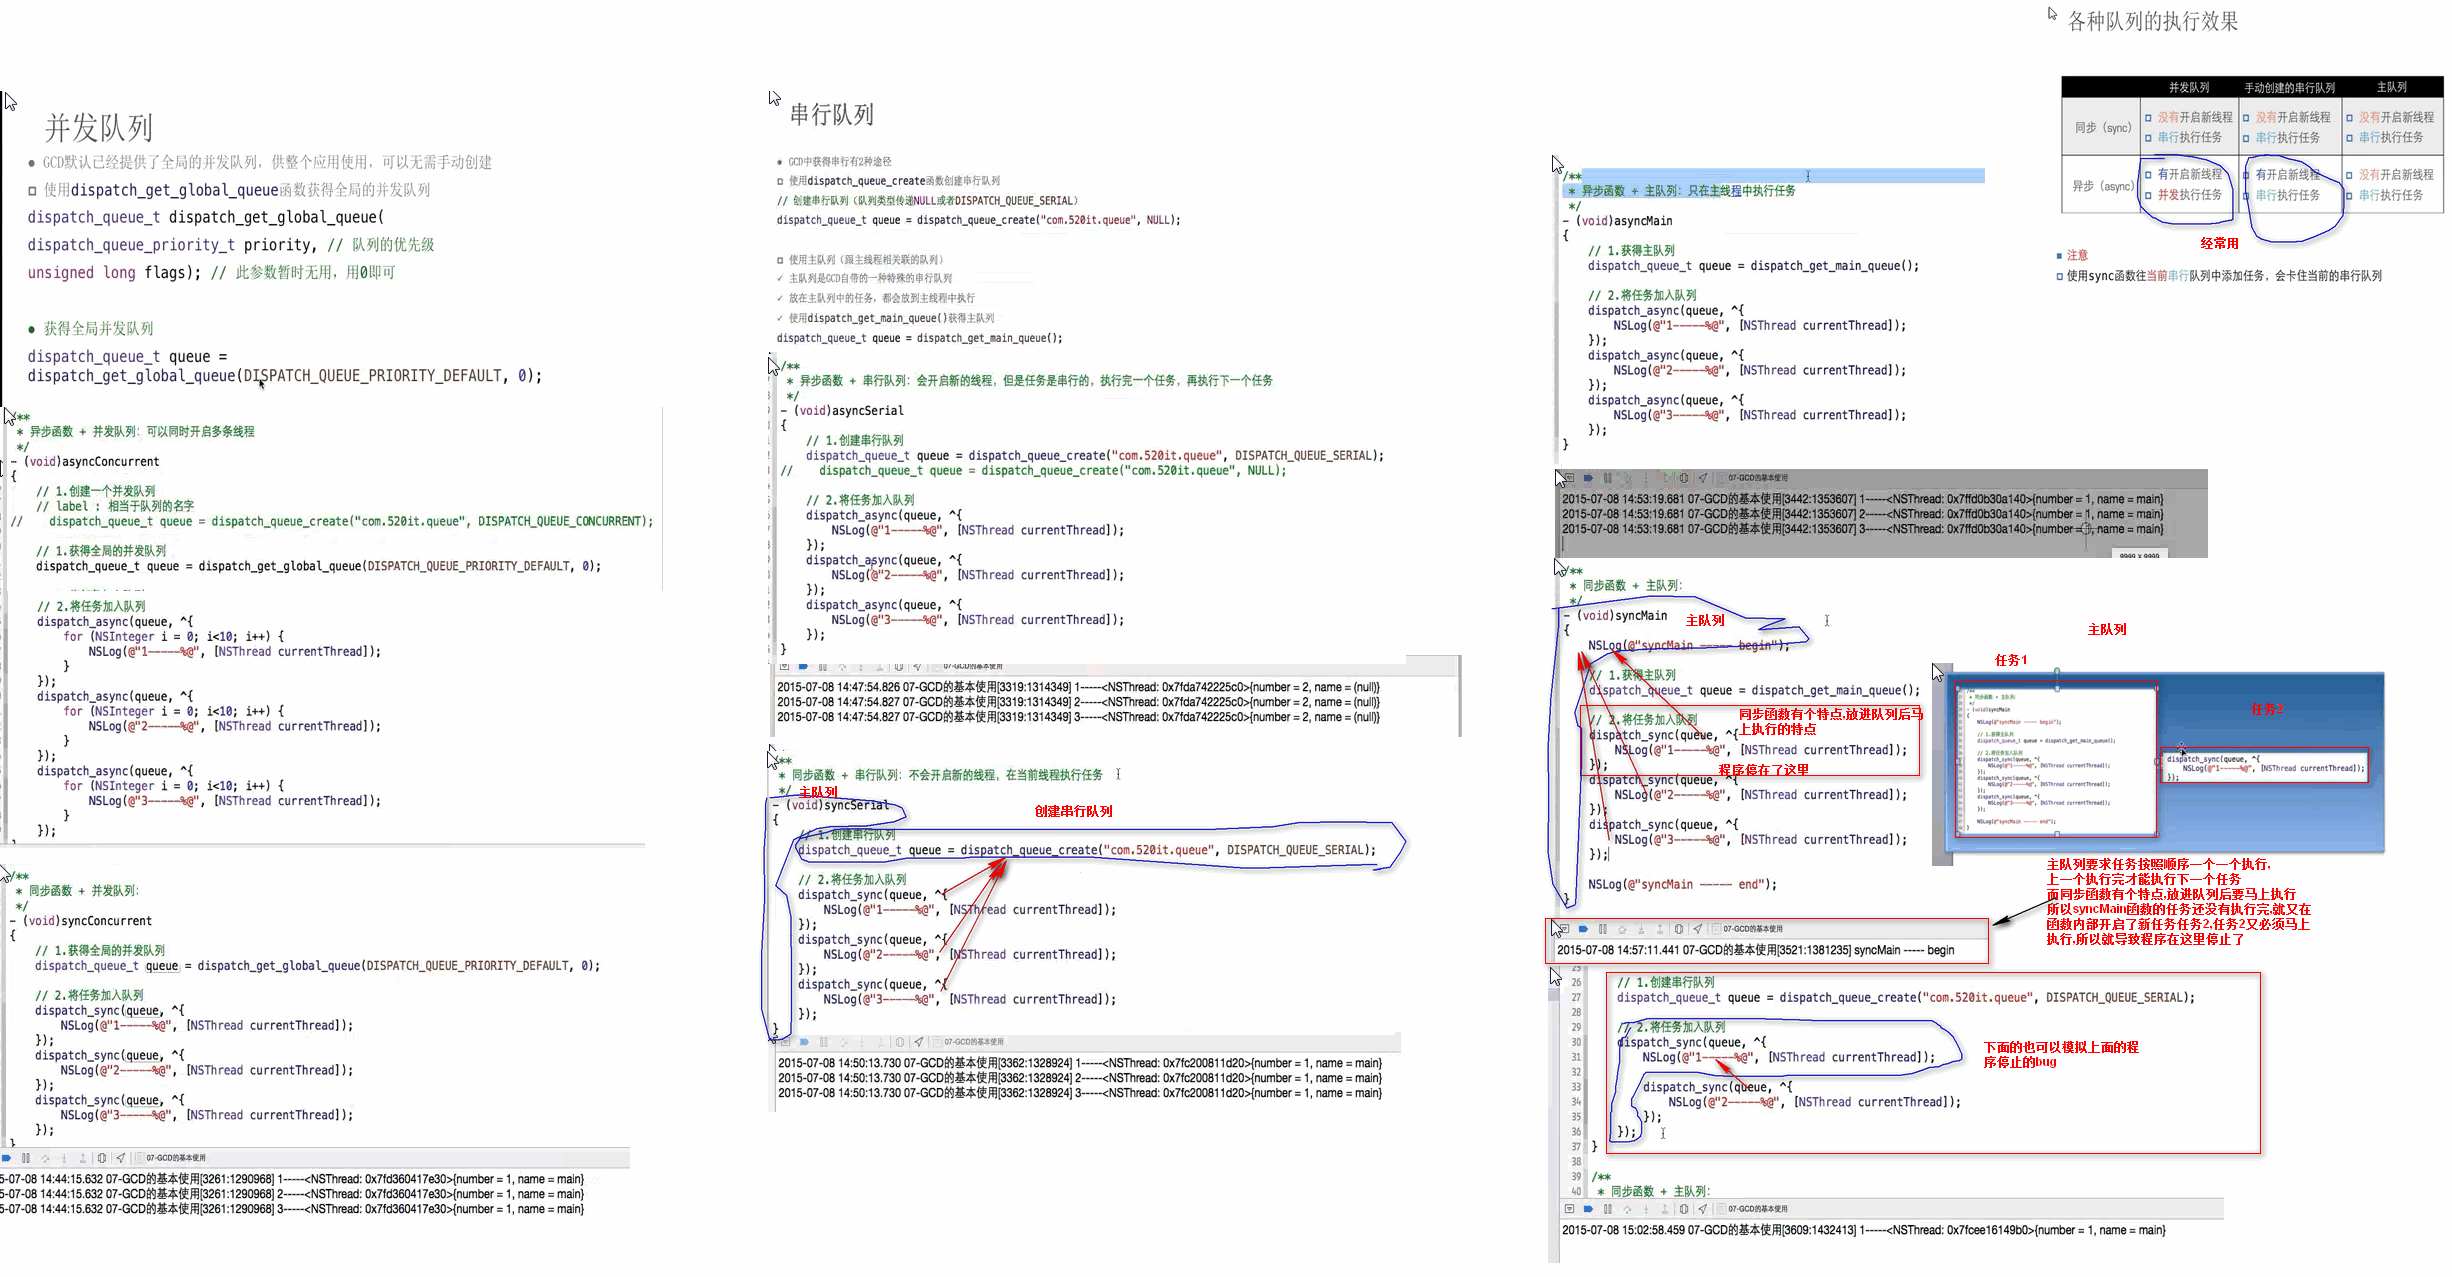 并发队列
● GCD默认已经提供了全局的并发队列，供整个应用使用，可以无需手动创建
使用dispatch_get_global_queue函数获得全局的并发队列
dispatch_queue_t dispatch_get_global_queue(
dispatch_queue_priority_t priority, // 队列的优先级
unsigned long flags); // 此参数暂时无用，用0即可
● 获得全局并发队列
dispatch_queue_t queue =
dispatch_get_global_queue(DISPATCH_QUEUE_PRIORITY_DEFAULT, 0);
/**
* 异步函数 + 并发队列：可以同时开启多条线程
*/
- (void)asyncConcurrent
{
// 1.创建一个并发队列
// label : 相当于队列的名字
// dispatch_queue_t queue = dispatch_queue_create("com.520it.queue", DISPATCH_QUEUE_CONCURRENT);
// 1.获得全局的并发队列
dispatch_queue_t queue = dispatch_get_global_queue(DISPATCH_QUEUE_PRIORITY_DEFAULT, 0);
// 2.将任务加入队列
dispatch_async(queue, ^{
for (NSInteger i = 0; i<10; i++) {
NSLog(@"1-----%@", [NSThread currentThread]);
}
});
dispatch_async(queue, ^{
for (NSInteger i = 0; i<10; i++) {
NSLog(@"2-----%@", [NSThread currentThread]);
}
});
dispatch_async(queue, ^{
for (NSInteger i = 0; i<10; i++) {
NSLog(@"3-----%@", [NSThread currentThread]);
}
});
/**
* 同步函数 + 并发队列：
*/
- (void)syncConcurrent
{
// 1.获得全局的并发队列
dispatch_queue_t queue = dispatch_get_global_queue(DISPATCH_QUEUE_PRIORITY_DEFAULT, 0);
// 2.将任务加入队列
dispatch_sync(queue, ^{
NSLog(@"1-----%@", [NSThread currentThread]);
});
dispatch_sync(queue, ^{
NSLog(@"2-----%@", [NSThread currentThread]);
});
dispatch_sync(queue, ^{
NSLog(@"3-----%@", [NSThread currentThread]);
});
}
07-GCD的基本使用
5-07-08 14:44:15.632 07-GCD的基本使用[3261:1290968] 1-----<NSThread: 0x7fd360417e30>{number = 1, name = main}
5-07-08 14:44:15.632 07-GCD的基本使用[3261:1290968] 2-----<NSThread: 0x7fd360417e30>{number = 1, name = main}
5-07-08 14:44:15.632 07-GCD的基本使用[3261:1290968] 3-----<NSThread: 0x7fd360417e30>{number = 1, name = main}
串行队列
● GCD中获得串行有2种途径
使用dispatch_queue_create函数创建串行队列
// 创建串行队列（队列类型传递NULL或者DISPATCH_QUEUE_SERIAL）
dispatch_queue_t queue = dispatch_queue_create("com.520it.queue", NULL);
使用主队列（跟主线程相关联的队列）
✓ 主队列是GCD自带的一种特殊的串行队列
✓ 放在主队列中的任务，都会放到主线程中执行
✓ 使用dispatch_get_main_queue()获得主队列
dispatch_queue_t queue = dispatch_get_main_queue();
/**
* 异步函数 + 串行队列：会开启新的线程，但是任务是串行的，执行完一个任务，再执行下一个任务
*/
- (void)asyncSerial
{
// 1.创建串行队列
dispatch_queue_t queue = dispatch_queue_create("com.520it.queue", DISPATCH_QUEUE_SERIAL);
// dispatch_queue_t queue = dispatch_queue_create("com.520it.queue", NULL);
// 2.将任务加入队列
dispatch_async(queue, ^{
NSLog(@"1-----%@", [NSThread currentThread]);
});
dispatch_async(queue, ^{
NSLog(@"2-----%@", [NSThread currentThread]);
});
dispatch_async(queue, ^{
NSLog(@"3-----%@", [NSThread currentThread]);
});
}
07-GCD的基本使用
2015-07-08 14:47:54.826 07-GCD的基本使用[3319:1314349] 1-----<NSThread: 0x7fda742225c0>{number = 2, name = (null)}
2015-07-08 14:47:54.827 07-GCD的基本使用[3319:1314349] 2-----<NSThread: 0x7fda742225c0>{number = 2, name = (null)}
2015-07-08 14:47:54.827 07-GCD的基本使用[3319:1314349] 3-----<NSThread: 0x7fda742225c0>{number = 2, name = (null)}
/**
* 同步函数 + 串行队列：不会开启新的线程，在当前线程执行任务
*/ 主队列
- (void)syncSerial
创建串行队列
{
// 1.创建串行队列
dispatch_queue_t queue = dispatch_queue_create("com.520it.queue", DISPATCH_QUEUE_SERIAL);
// 2.将任务加入队列
dispatch_sync(queue, ^{
NSLog(@"1-----%@", [NSThread currentThread]);
});
dispatch_sync(queue, ^{
NSLog(@"2-----%@", [NSThread currentThread]);
});
dispatch_sync(queue, ^{
NSLog(@"3-----%@", [NSThread currentThread]);
});
}
07-GCD的基本使用
2015-07-08 14:50:13.730 07-GCD的基本使用[3362:1328924] 1-----<NSThread: 0x7fc200811d20>{number = 1, name = main}
2015-07-08 14:50:13.730 07-GCD的基本使用[3362:1328924] 2-----<NSThread: 0x7fc200811d20>{number = 1, name = main}
2015-07-08 14:50:13.730 07-GCD的基本使用[3362:1328924] 3-----<NSThread: 0x7fc200811d20>{number = 1, name = main}
/**
* 异步函数 + 主队列：只在主线程中执行任务
*/
- (void)asyncMain
{
// 1.获得主队列
dispatch_queue_t queue = dispatch_get_main_queue();
// 2.将任务加入队列
dispatch_async(queue, ^{
NSLog(@"1-----%@", [NSThread currentThread]);
});
dispatch_async(queue, ^{
NSLog(@"2-----%@", [NSThread currentThread]);
});
dispatch_async(queue, ^{
NSLog(@"3-----%@", [NSThread currentThread]);
});
}
07-GCD的基本使用
2015-07-08 14:53:19.681 07-GCD的基本使用[3442:1353607] 1-----<NSThread: 0x7ffd0b30a140>{number = 1, name = main}
2015-07-08 14:53:19.681 07-GCD的基本使用[3442:1353607] 2-----<NSThread: 0x7ffd0b30a140>{number = 1, name = main}
2015-07-08 14:53:19.681 07-GCD的基本使用[3442:1353607] 3-----<NSThread: 0x7ffd0b30a140>{number = 1, name = main}
/**
* 同步函数 + 主队列：
*/
- (void)syncMain
主队列
{
NSLog(@"syncMain ----- begin");
// 1.获得主队列
dispatch_queue_t queue = dispatch_get_main_queue();
// 2.将任务加入队列
同步函数有个特点,放进队列后马
上执行的特点
dispatch_sync(queue, ^{
NSLog(@"1-----%@", [NSThread currentThread]);
});
程序停在了这里
dispatch_sync(queue, ^{
NSLog(@"2-----%@", [NSThread currentThread]);
});
dispatch_sync(queue, ^{
NSLog(@"3-----%@", [NSThread currentThread]);
});
NSLog(@"syncMain ----- end");
}
07-GCD的基本使用
2015-07-08 14:57:11.441 07-GCD的基本使用[3521:1381235] syncMain ----- begin
25
26 // 1.创建串行队列
27 dispatch_queue_t queue = dispatch_queue_create("com.520it.queue", DISPATCH_QUEUE_SERIAL);
28
29 // 2.将任务加入队列
30 dispatch_sync(queue, ^{
31 NSLog(@"1-----%@", [NSThread currentThread]);
32
33 dispatch_sync(queue, ^{
34 NSLog(@"2-----%@", [NSThread currentThread]);
35 });
36 });
37 }
38
39 /**
40 * 同步函数 + 主队列：
下面的也可以模拟上面的程
序停止的bug
07-GCD的基本使用
2015-07-08 15:02:58.459 07-GCD的基本使用[3609:1432413] 1-----<NSThread: 0x7fcee16149b0>{number = 1, name = main}
各种队列的执行效果
并发队列 手动创建的串行队列 主队列
同步（sync） 没有开启新线程 没有开启新线程 没有开启新线程
串行执行任务 串行执行任务 串行执行任务
异步（async） 有开启新线程 有开启新线程 没有开启新线程
并发执行任务 串行执行任务 串行执行任务
经常用
注意
使用sync函数往当前串行队列中添加任务，会卡住当前的串行队列
主队列
任务1
任务2
* 同步函数 + 主队列：
*/
- (void)syncMain
{
NSLog(@"syncMain ----- begin");
// 1.获得主队列
dispatch_queue_t queue = dispatch_get_main_queue();
// 2.将任务加入队列
dispatch_sync(queue, ^{
NSLog(@"1-----%@", [NSThread currentThread]);
});
dispatch_sync(queue, ^{
NSLog(@"2-----%@", [NSThread currentThread]);
});
dispatch_sync(queue, ^{
NSLog(@"3-----%@", [NSThread currentThread]);
});
NSLog(@"syncMain ----- end");
}
dispatch_sync(queue, ^{
NSLog(@"1-----%@", [NSThread currentThread]);
});
主队列要求任务按照顺序一个一个执行,
上一个执行完才能执行下一个任务
而同步函数有个特点,放进队列后要马上执行
所以syncMain函数的任务还没有执行完,就又在
函数内部开启了新任务任务2,任务2又必须马上
执行,所以就导致程序在这里停止了